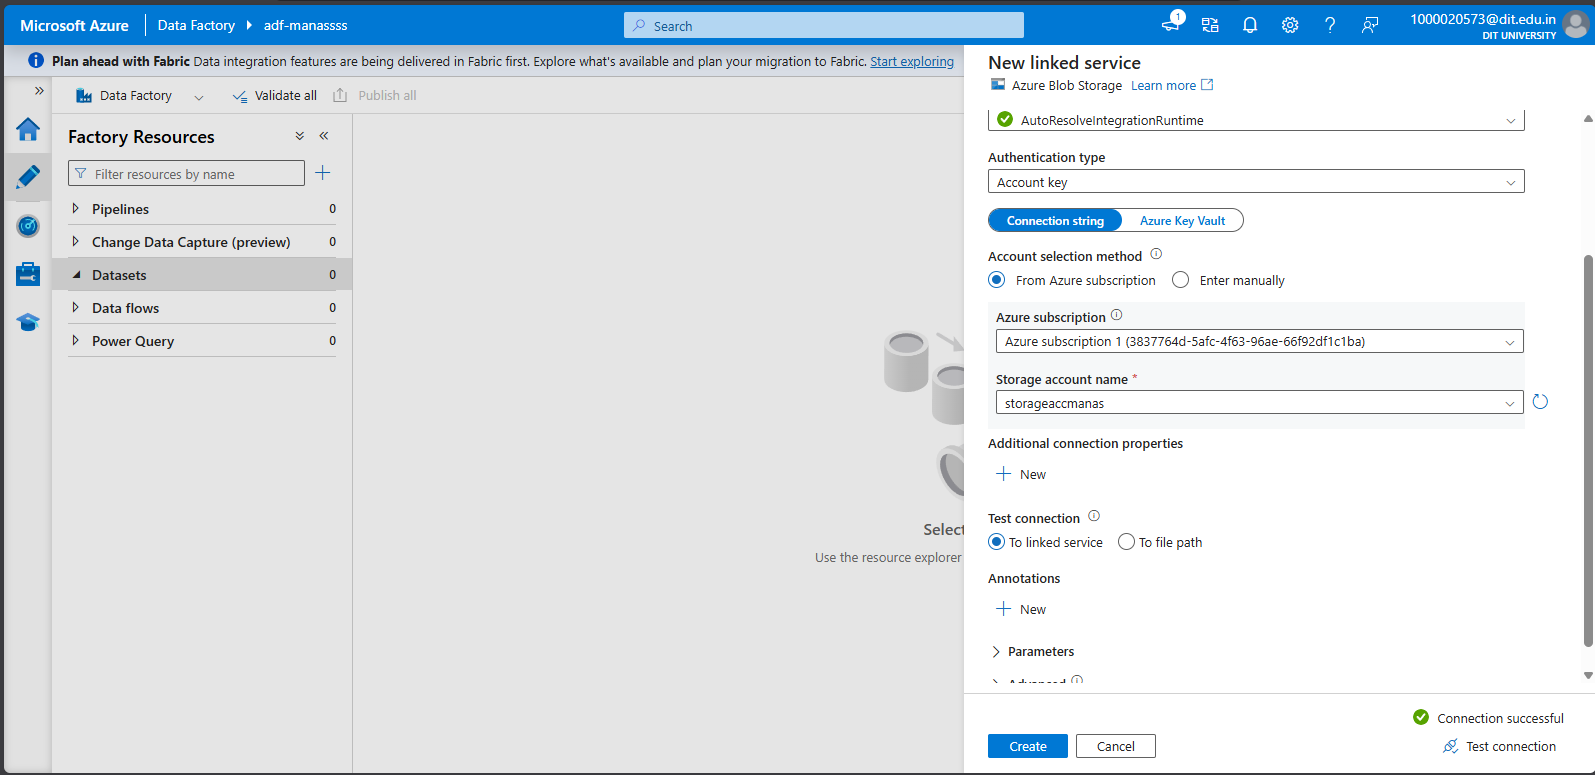 Microsoft Azure Data Factory adf-manassss Search 1 1000020573@dit.edu.in
DIT UNIVERSITY
Plan ahead with Fabric Data integration features are being delivered in Fabric first. Explore what's available and plan your migration to Fabric. Start exploring
Data Factory Validate all Publish all
Factory Resources
Filter resources by name
Pipelines 0
Change Data Capture (preview) 0
Datasets 0
Data flows 0
Power Query 0
Select
Use the resource explorer
New linked service
Azure Blob Storage Learn more
AutoResolveIntegrationRuntime
Authentication type
Account key
Connection string Azure Key Vault
Account selection method
From Azure subscription Enter manually
Azure subscription
Azure subscription 1 (3837764d-5afc-4f63-96ae-66f92df1c1ba)
Storage account name *
storageaccmanas
Additional connection properties
New
Test connection
To linked service To file path
Annotations
New
Parameters
Advanced
Connection successful
Create Cancel Test connection